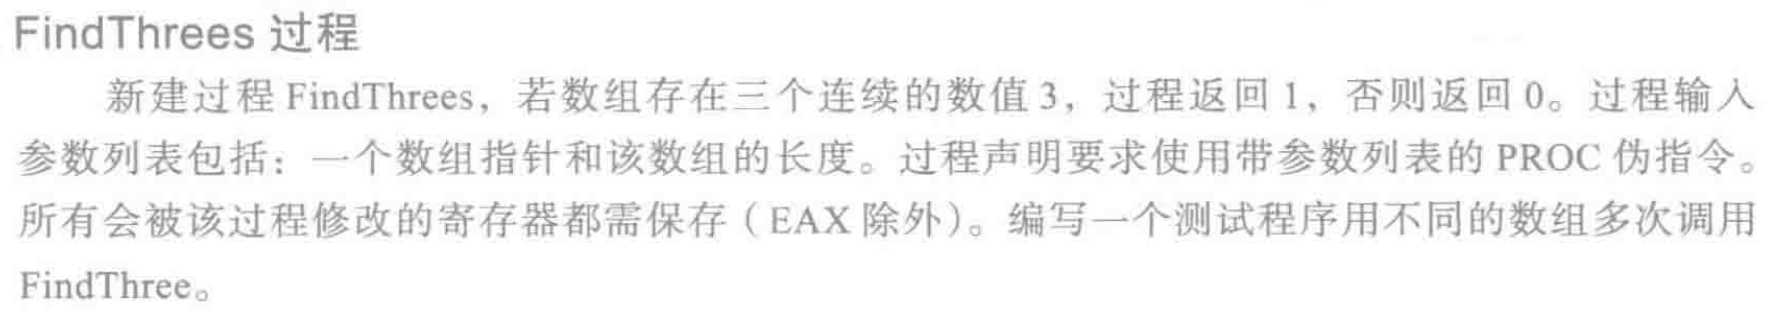 FindThrees 过程
新建过程 FindThrees，若数组存在三个连续的数值 3，过程返回 1，否则返回 0。过程输入
参数列表包括：一个数组指针和该数组的长度。过程声明要求使用带参数列表的 PROC 伪指令。
所有会被该过程修改的寄存器都需保存（EAX 除外）。编写一个测试程序用不同的数组多次调用
FindThree。